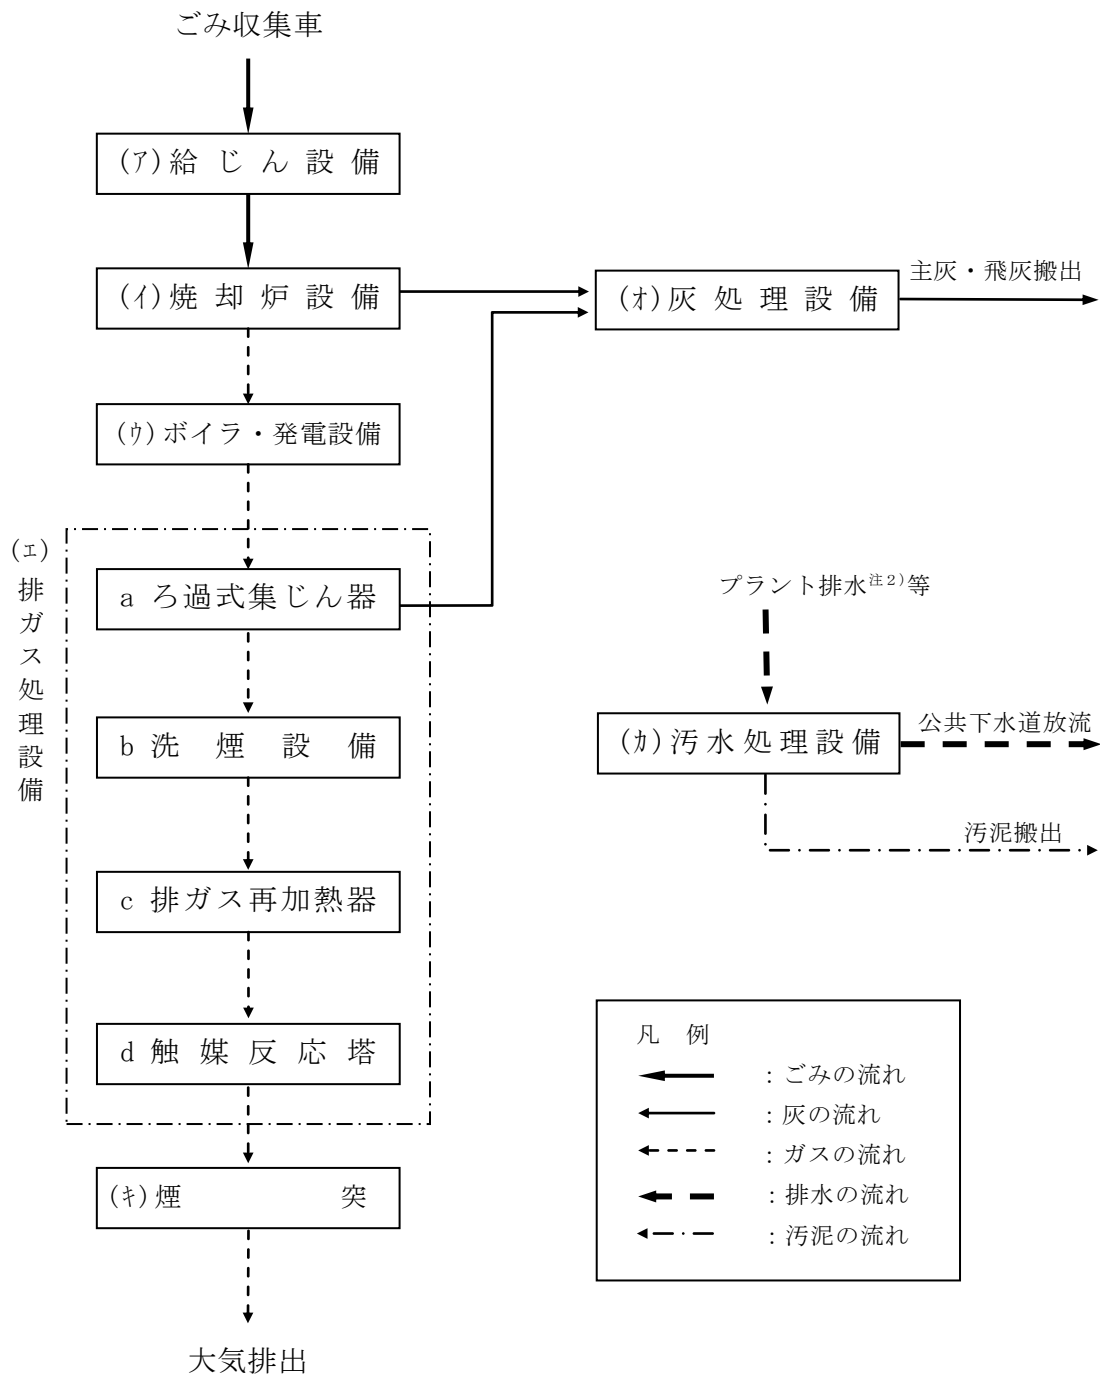 ごみ収集車
(ア)給じん設備
(イ)焼却炉設備
(オ)灰処理設備
主灰・飛灰搬出
(ウ)ボイラ・発電設備
(エ)排ガス処理設備
a ろ過式集じん器
プラント排水注2)等
b 洗煙設備
(カ)汚水処理設備
公共下水道放流
汚泥搬出
c 排ガス再加熱器
d 触媒反応塔
(キ)煙突
大気排出
凡例
：ごみの流れ
：灰の流れ
：ガスの流れ
：排水の流れ
：汚泥の流れ